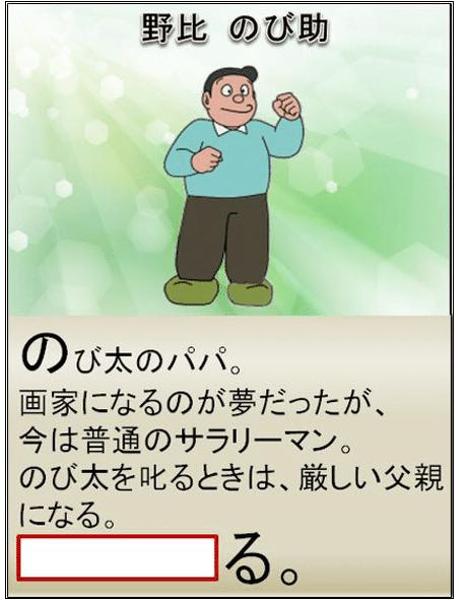 野比 のび助
のび太のパパ。
画家になるのが夢だったが、
今は普通のサラリーマン。
のび太を叱るときは、厳しい父親
になる。
る。